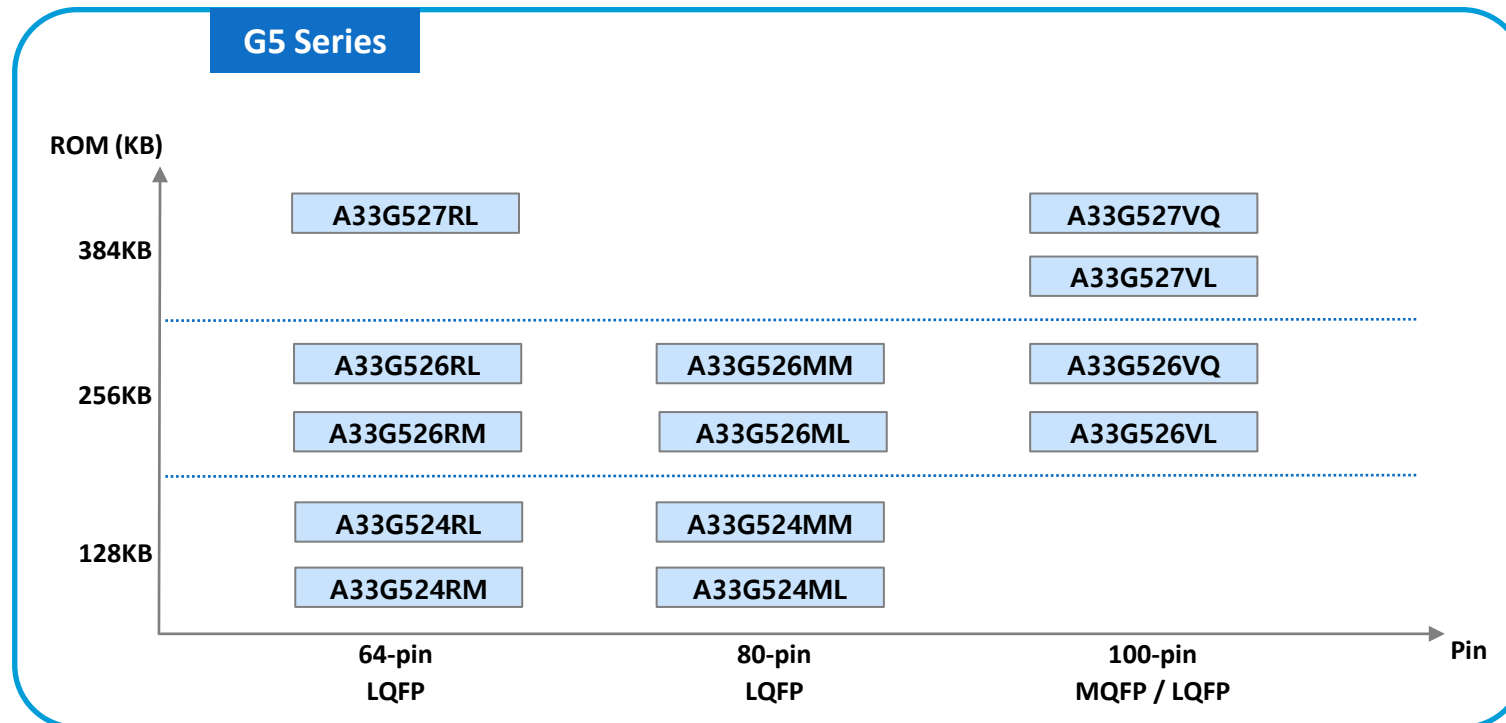 G5 Series
ROM (KB)
A33G527RL
A33G527VQ
384KB
A33G527VL
A33G526RL
A33G526MM
A33G526VQ
256KB
A33G526RM
A33G526ML
A33G526VL
A33G524RL
A33G524MM
128KB
A33G524RM
A33G524ML
64-pin
80-pin
100-pin
Pin
LQFP
LQFP
MQFP / LQFP